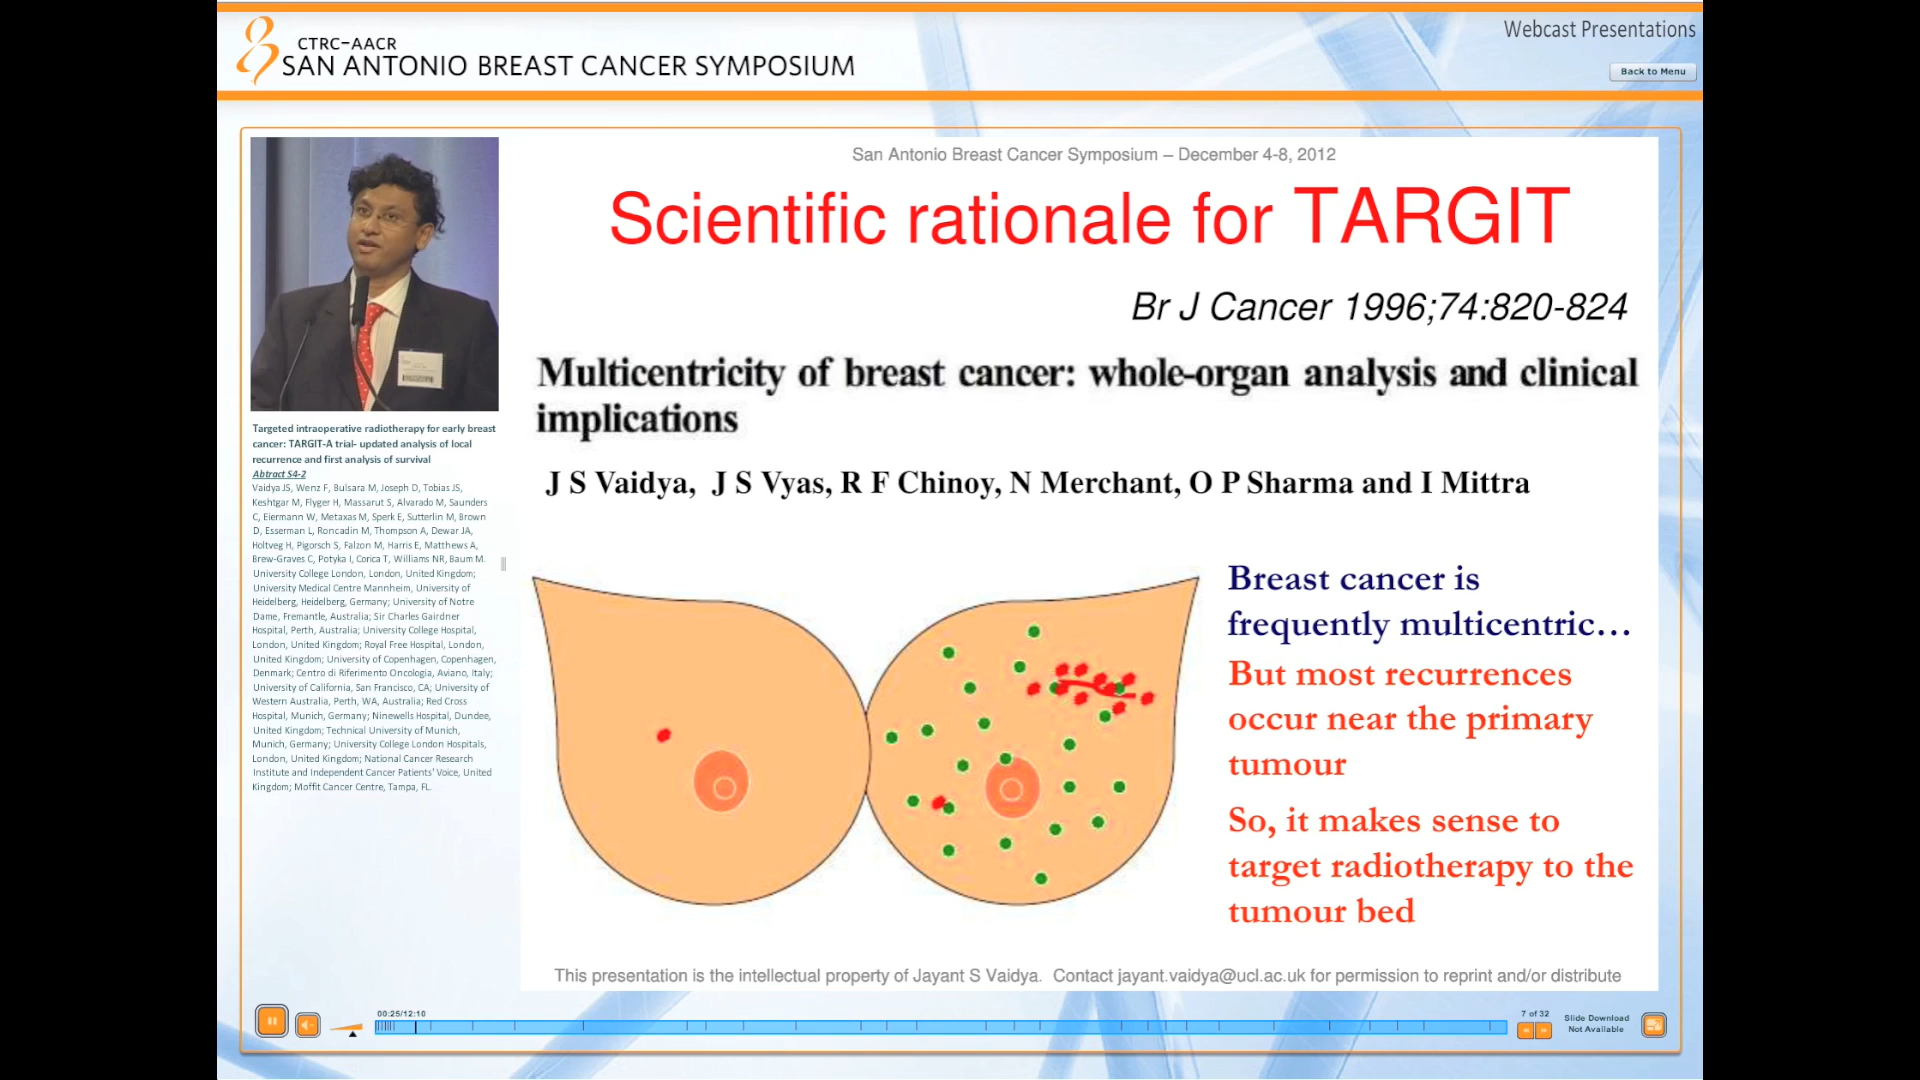 CTRC-AACR
SAN ANTONIO BREAST CANCER SYMPOSIUM
Webcast Presentations
Back to Menu
Targeted intraoperative radiotherapy for early breast
cancer: TARGIT-A trial- updated analysis of local
recurrence and first analysis of survival
Abtract S4-2
Vaidya JS, Wenz F, Bulsara M, Joseph D, Tobias JS,
Keshtgar M, Flyger H, Massarut S, Alvarado M, Saunders
C, Eiermann W, Metaxas M, Sperk E, Sutterlin M, Brown
D, Esserman L, Roncadin M, Thompson A, Dewar JA,
Holtveg H, Pigorsch S, Falzon M, Harris E, Matthews A,
Brew-Graves C, Potyka I, Corica T, Williams NR, Baum M.
University College London, London, United Kingdom;
University Medical Centre Mannheim, University of
Heidelberg, Heidelberg, Germany; University of Notre
Dame, Fremantle, Australia; Sir Charles Gairdner
Hospital, Perth, Australia; University College Hospital,
London, United Kingdom; Royal Free Hospital, London,
United Kingdom; University of Copenhagen, Copenhagen,
Denmark; Centro di Riferimento Oncologia, Aviano, Italy;
University of California, San Francisco, CA; University of
Western Australia, Perth, WA, Australia; Red Cross
Hospital, Munich, Germany; Ninewells Hospital, Dundee,
United Kingdom; Technical University of Munich,
Munich, Germany; University College London Hospitals,
London, United Kingdom; National Cancer Research
Institute and Independent Cancer Patients' Voice, United
Kingdom; Moffit Cancer Centre, Tampa, FL.
San Antonio Breast Cancer Symposium – December 4-8, 2012
Scientific rationale for TARGIT
Br J Cancer 1996;74:820-824
Multicentricity of breast cancer: whole-organ analysis and clinical
implications
J S Vaidya, J S Vyas, R F Chinoy, N Merchant, O P Sharma and I Mittra
Breast cancer is
frequently multicentric…
But most recurrences
occur near the primary
tumour
So, it makes sense to
target radiotherapy to the
tumour bed
This presentation is the intellectual property of Jayant S Vaidya. Contact jayant.vaidya@ucl.ac.uk for permission to reprint and/or distribute
00:25/12:10
7 of 32
Slide Download
Not Available